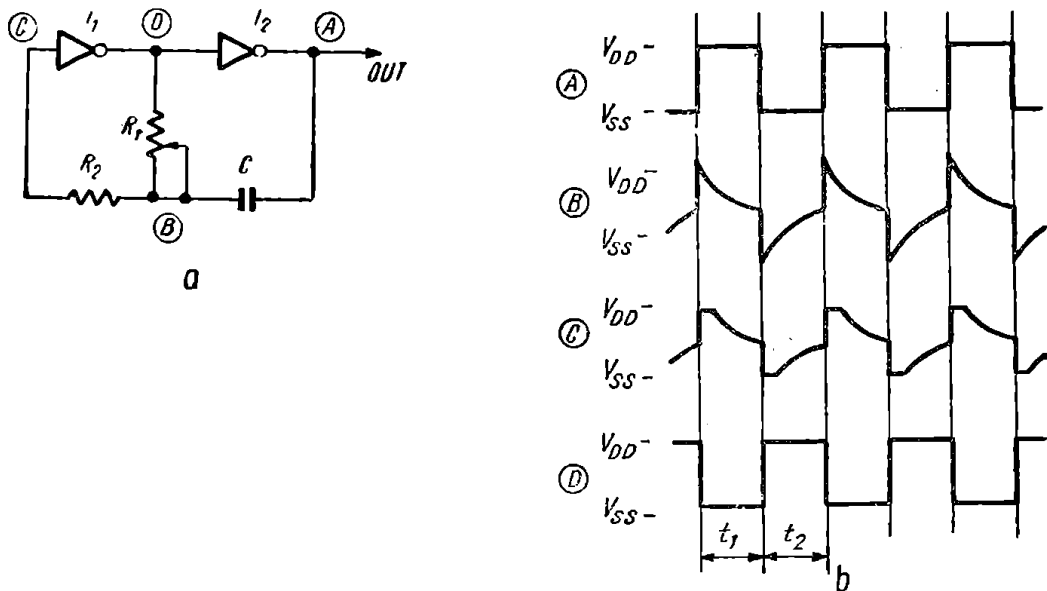 C I1 D I2 A
OUT
R1
R2 C
B
a
VDD
A
VSS
VDD
B
VSS
VDD
C
VSS
VDD
D
VSS
t1 t2
b